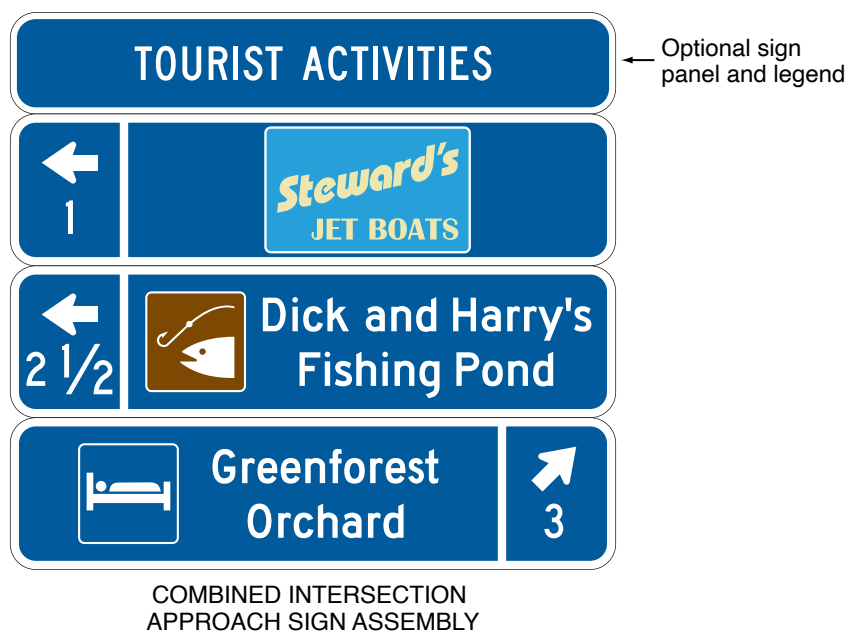 TOURIST ACTIVITIES
Optional sign
panel and legend
1
Steward's
JET BOATS
2 1/2
Dick and Harry's
Fishing Pond
Greenforest
Orchard
3
COMBINED INTERSECTION
APPROACH SIGN ASSEMBLY